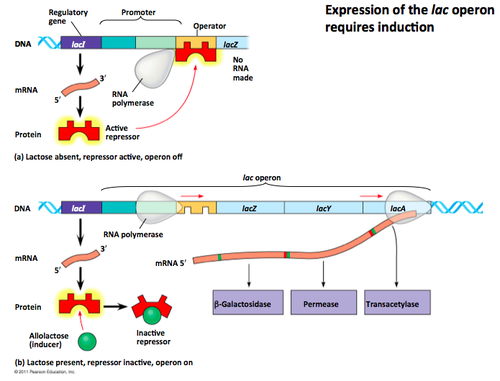 Expression of the lac operon
requires induction
Regulatory
gene
Promoter
Operator
DNA
lacI
lacZ
No
RNA
made
mRNA
3′
5′
RNA
polymerase
Protein
Active
repressor
(a) Lactose absent, repressor active, operon off
lac operon
DNA
lacI
lacZ
lacY
lacA
RNA polymerase
mRNA
3′
5′
mRNA 5'
Protein
β-Galactosidase
Permease
Transacetylase
Allolactose
(inducer)
Inactive
repressor
(b) Lactose present, repressor inactive, operon on
© 2011 Pearson Education, Inc.